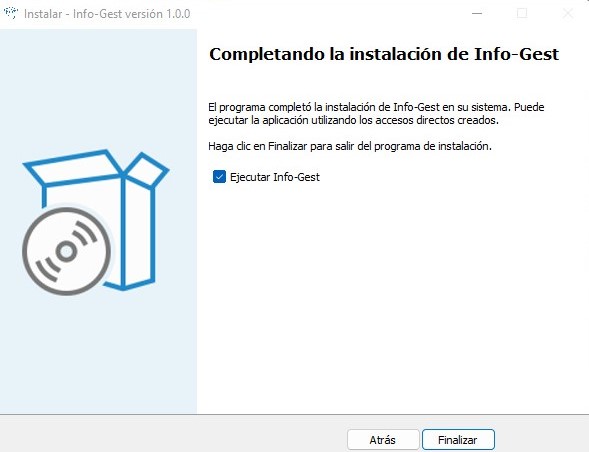 Instalar - Info-Gest versión 1.0.0
Completando la instalación de Info-Gest
El programa completó la instalación de Info-Gest en su sistema. Puede
ejecutar la aplicación utilizando los accesos directos creados.
Haga clic en Finalizar para salir del programa de instalación.
Ejecutar Info-Gest
Atrás
Finalizar